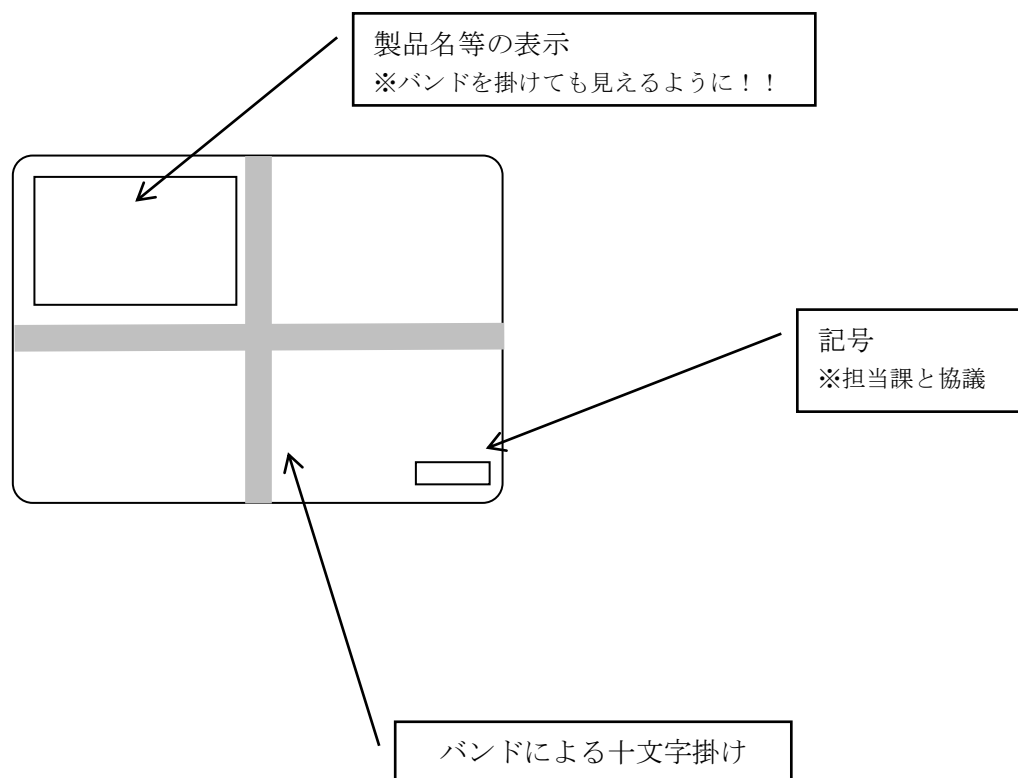 製品名等の表示
※バンドを掛けても見えるように！！
記号
※担当課と協議
バンドによる十文字掛け